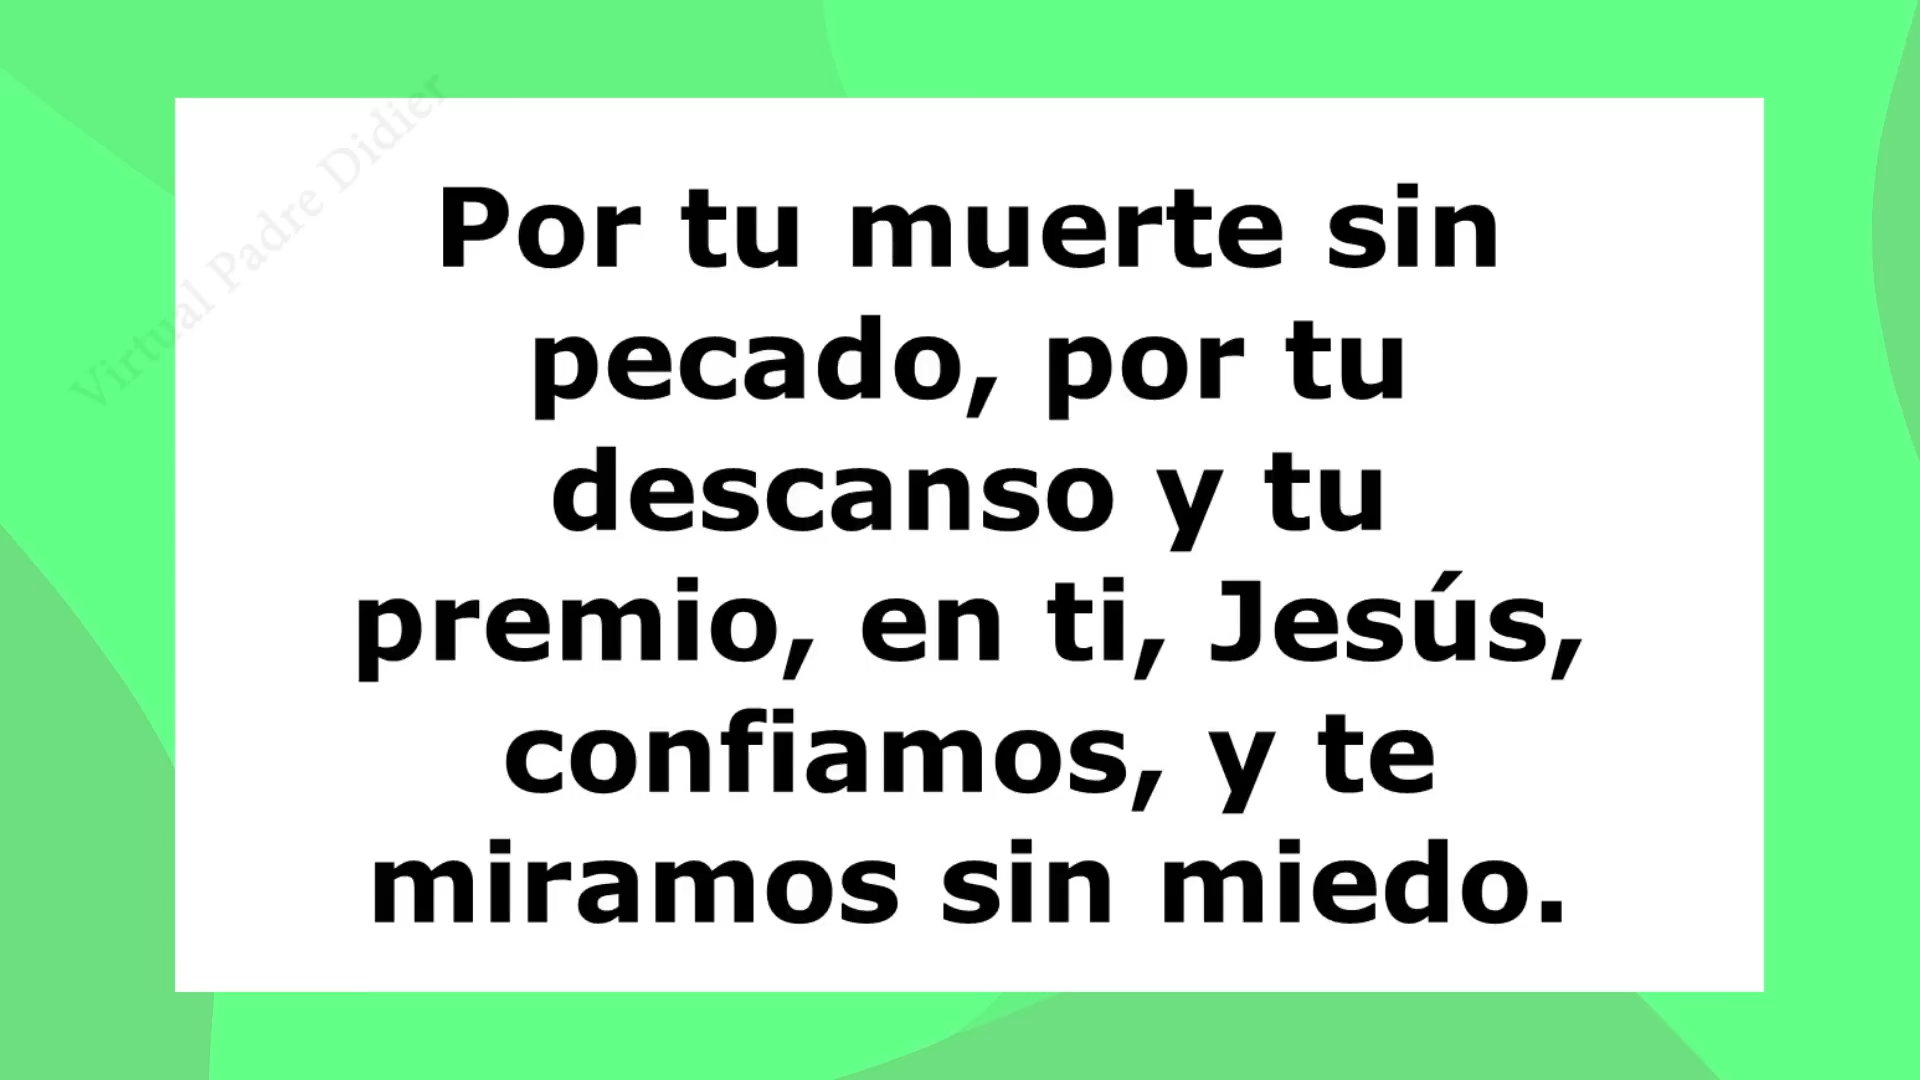 Virtual Padre Didier
Por tu muerte sin
pecado, por tu
descanso y tu
premio, en ti, Jesús,
confiamos, y te
miramos sin miedo.